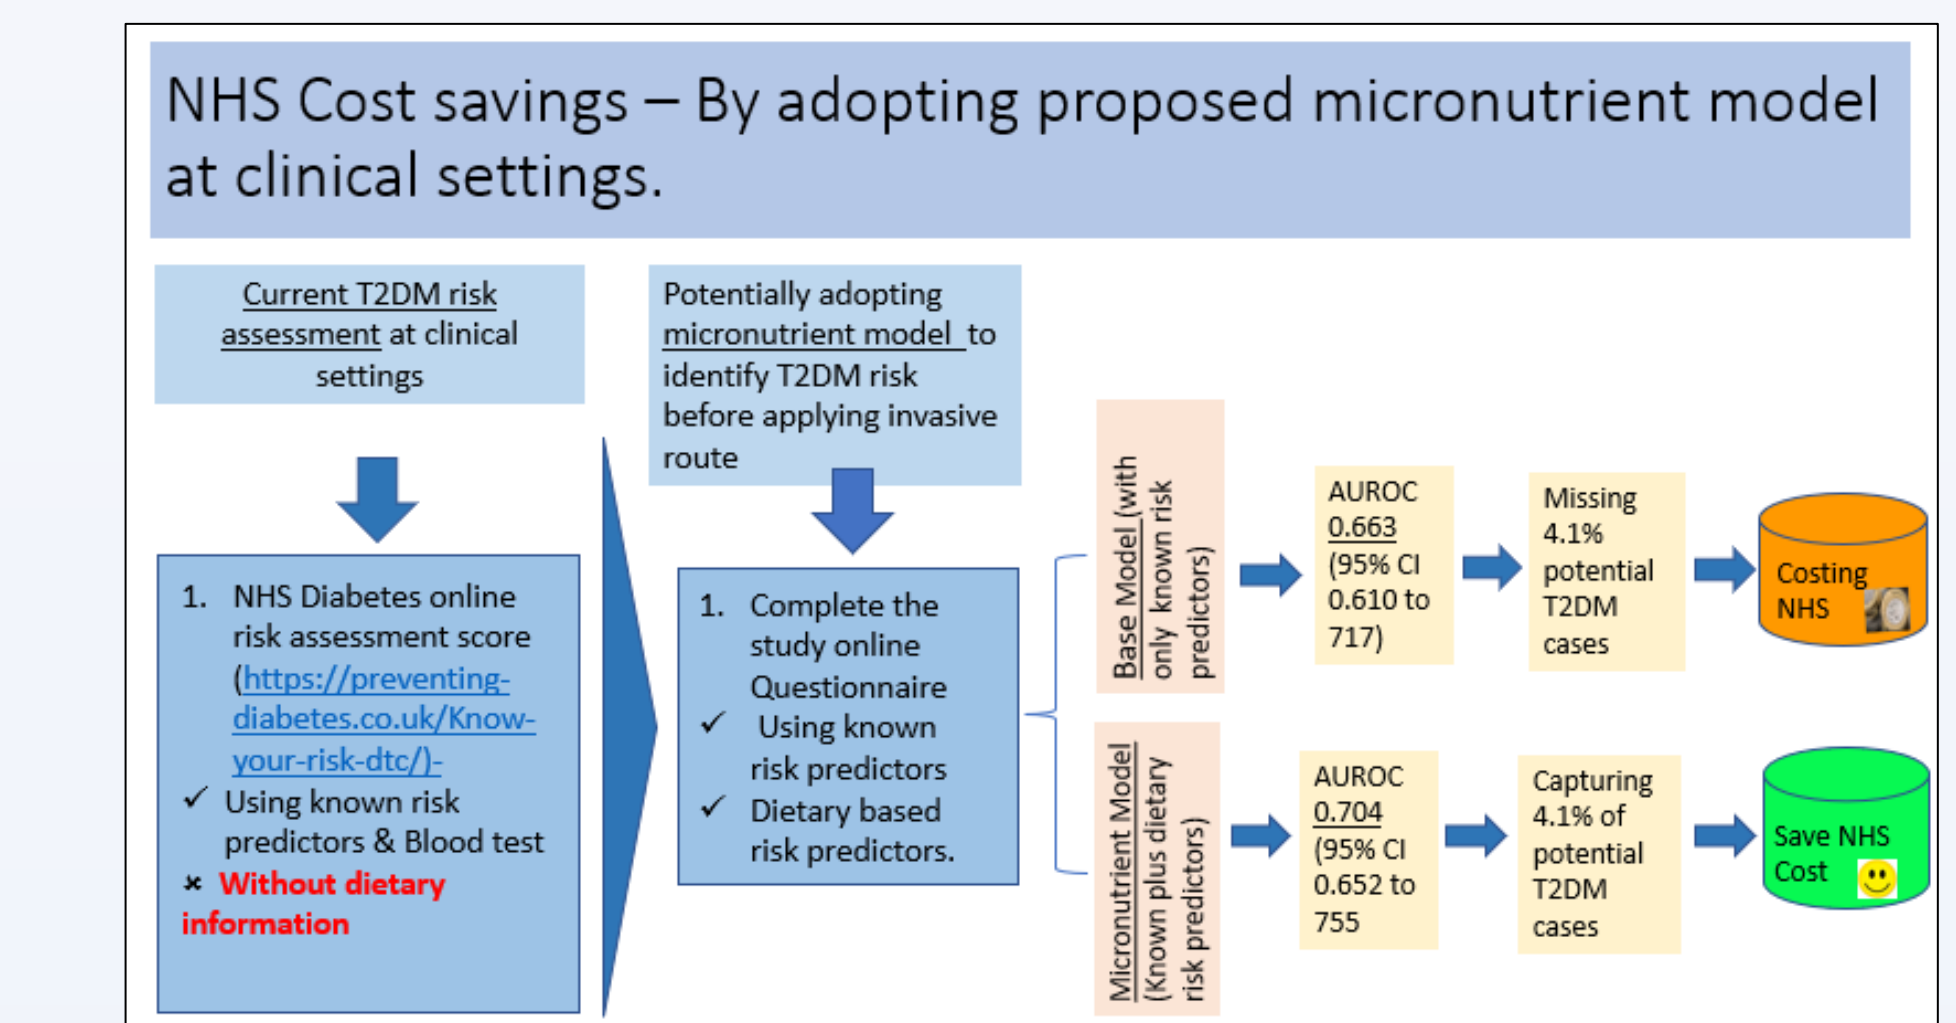 NHS Cost savings – By adopting proposed micronutrient model
at clinical settings.
Current T2DM risk
assessment at clinical
settings
1. NHS Diabetes online
risk assessment score
(https://preventing-
diabetes.co.uk/Know-
your-risk-dtc/)-
✓ Using known risk
predictors & Blood test
× Without dietary
information
Potentially adopting
micronutrient model to
identify T2DM risk
before applying invasive
route
1. Complete the
study online
Questionnaire
✓ Using known
risk predictors
✓ Dietary based
risk predictors.
Base Model (with
only known risk
predictors)
AUROC
0.663
(95% CI
0.610 to
717)
Missing
4.1%
potential
T2DM
cases
Costing
NHS
Micronutrient Model
(Known plus dietary
risk predictors)
AUROC
0.704
(95% CI
0.652 to
755
Capturing
4.1% of
potential
T2DM
cases
Save NHS
Cost